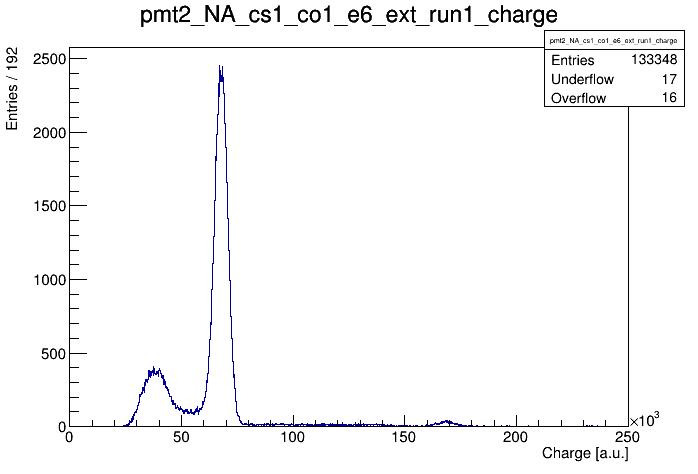 pmt2_NA_cs1_co1_e6_ext_run1_charge
pmt2_NA_cs1_co1_e6_ext_run1_charge
Entries 133348
Underflow 17
Overflow 16
Entries / 192
2500
2000
1500
1000
500
0
0 50 100 150 200 250
×10³
Charge [a.u.]